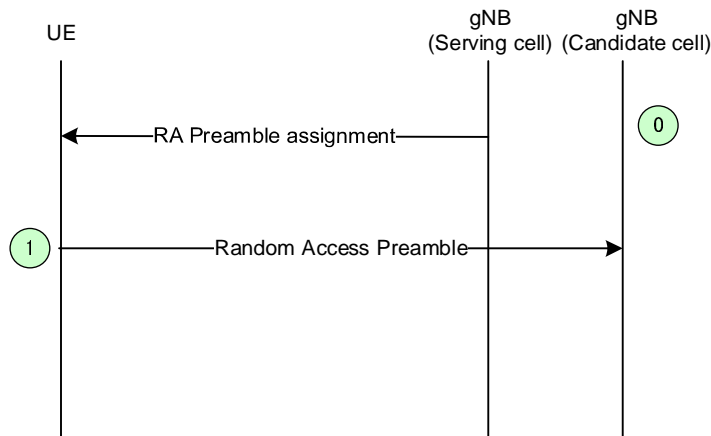 UE
gNB
(Serving cell)
gNB
(Candidate cell)
RA Preamble assignment
0
1
Random Access Preamble